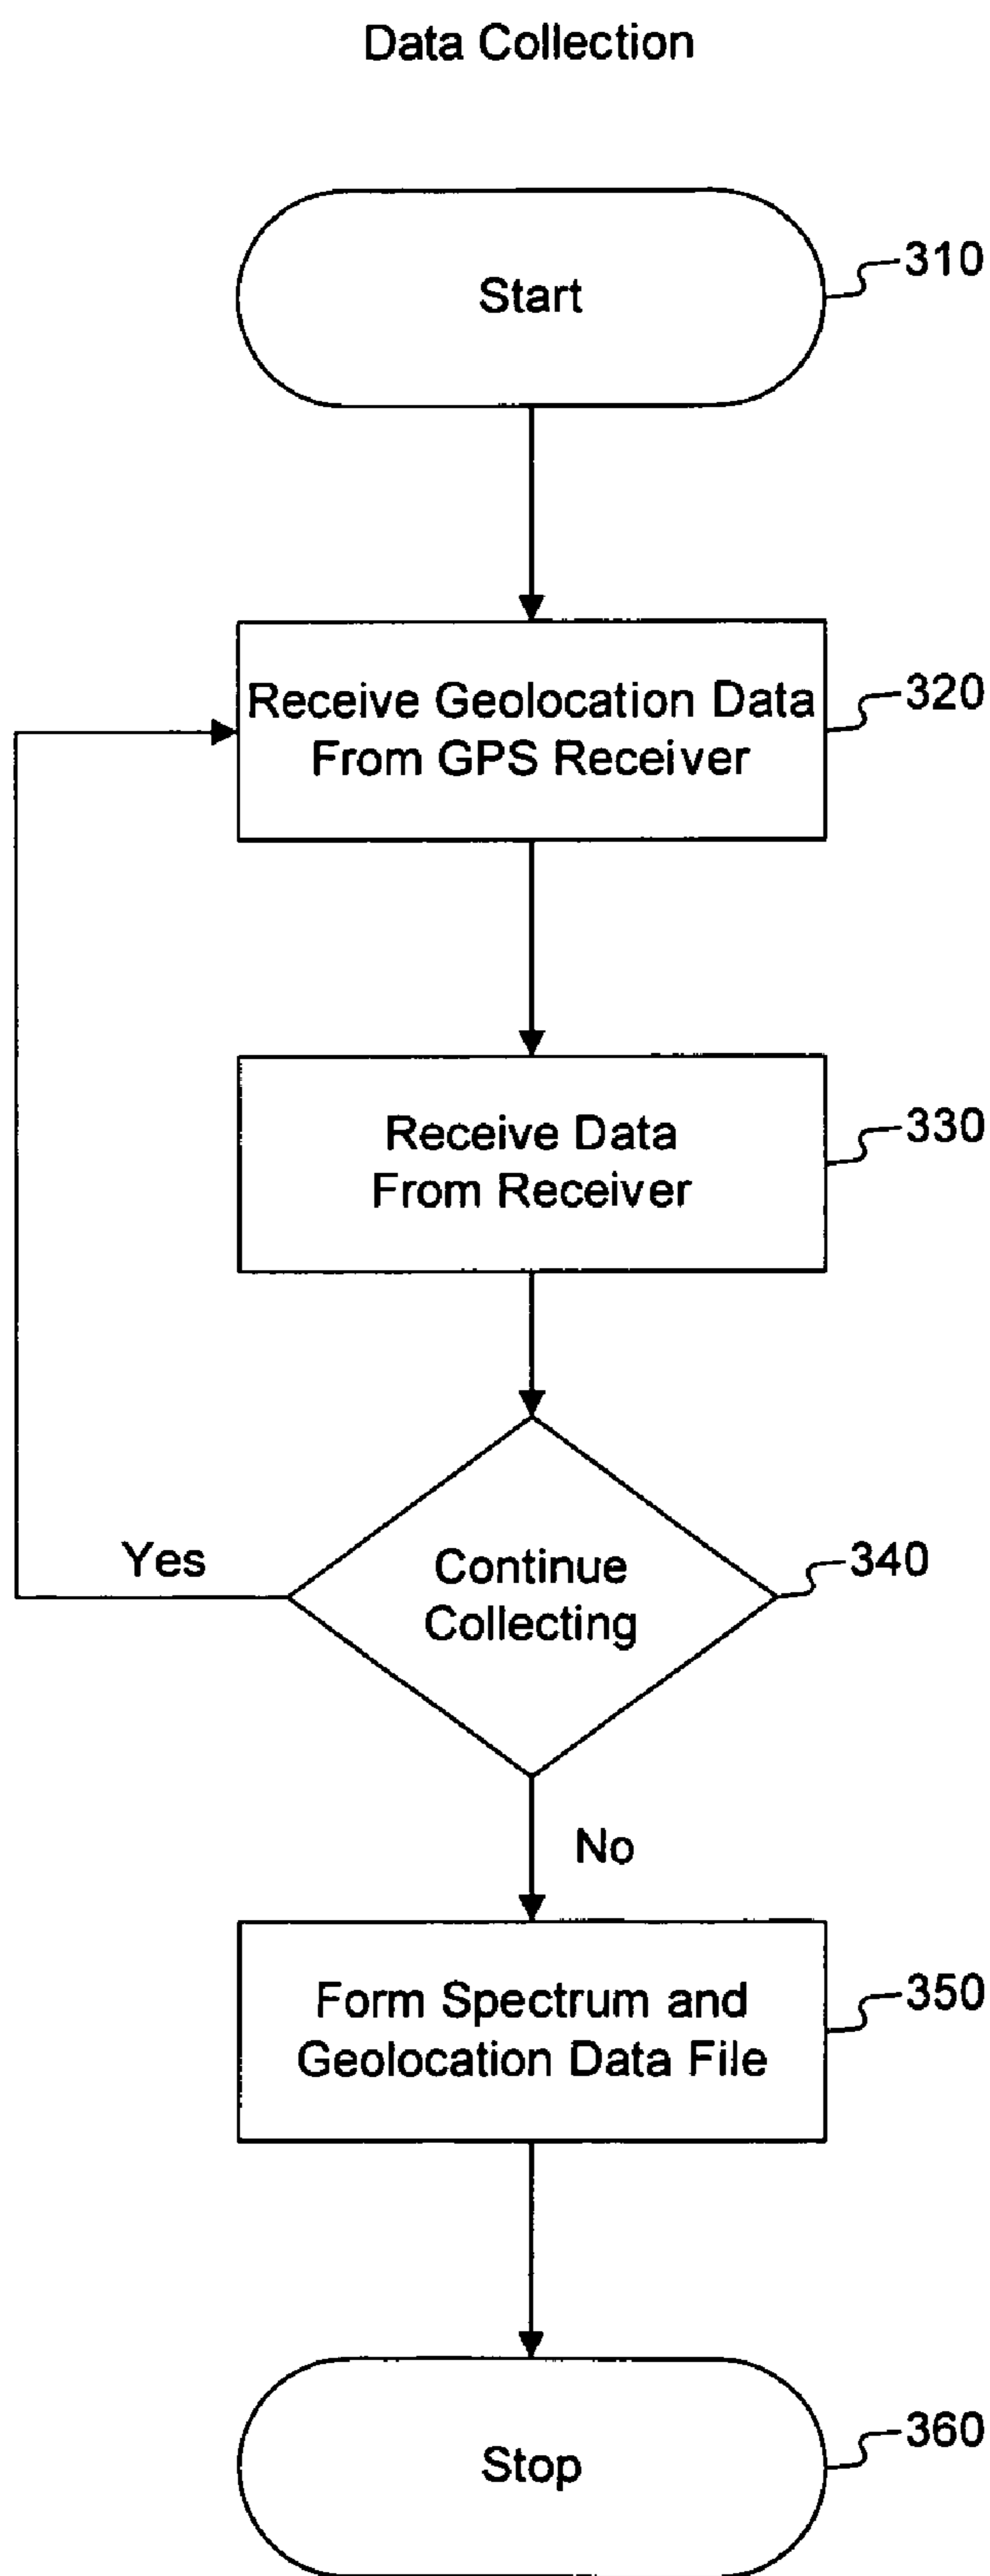 Data Collection
Start
310
Receive Geolocation Data
From GPS Receiver
320
Receive Data
From Receiver
330
Continue
Collecting
340
Yes
No
Form Spectrum and
Geolocation Data File
350
Stop
360